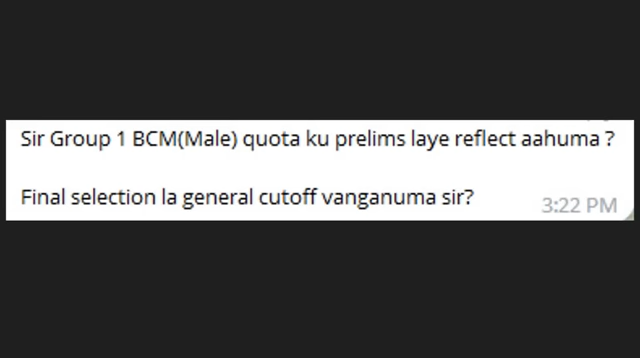 Sir Group 1 BCM(Male) quota ku prelims laye reflect aahuma ?
Final selection la general cutoff vanganuma sir?
3:22 PM